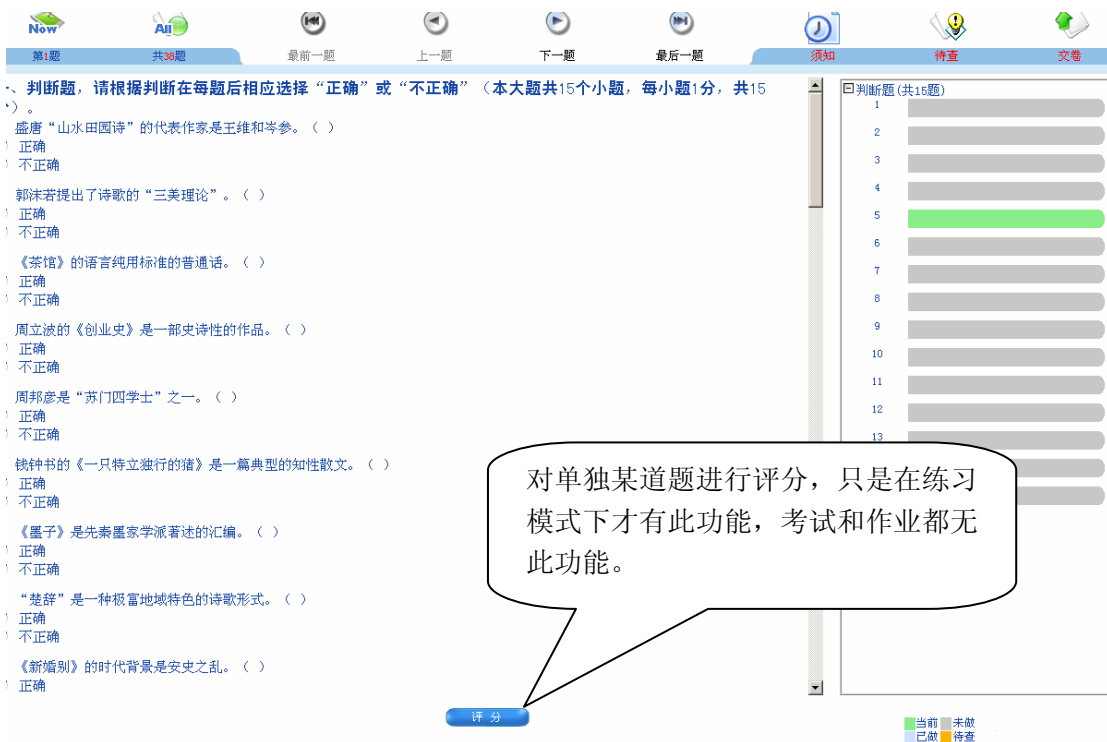 Now
All
第1题 共38题 最前一题 上一题 下一题 最后一题 须知 待查 交卷
、判断题，请根据判断在每题后相应选择“正确”或“不正确”（本大题共15个小题，每小题1分，共15
）。
盛唐“山水田园诗”的代表作家是王维和岑参。（ ）
正确
不正确
郭沫若提出了诗歌的“三美理论”。（ ）
正确
不正确
《茶馆》的语言纯用标准的普通话。（ ）
正确
不正确
周立波的《创业史》是一部史诗性的作品。（ ）
正确
不正确
周邦彦是“苏门四学士”之一。（ ）
正确
不正确
钱钟书的《一只特立独行的猪》是一篇典型的知性散文。（ ）
正确
不正确
《墨子》是先秦墨家学派著述的汇编。（ ）
正确
不正确
“楚辞”是一种极富地域特色的诗歌形式。（ ）
正确
不正确
《新婚别》的时代背景是安史之乱。（ ）
正确
评 分
判断题(共15题)
1
2
3
4
5
6
7
8
9
10
11
12
13
对单独某道题进行评分，只是在练习
模式下才有此功能，考试和作业都无
此功能。
当前 未做
已做 待查